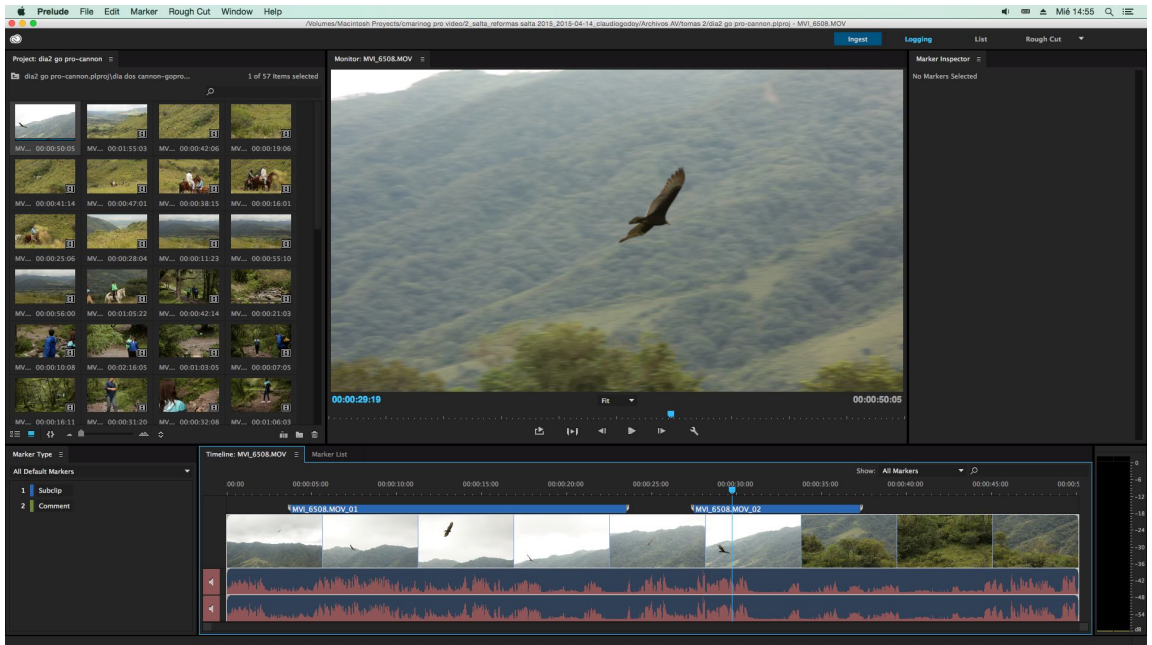 Prelude File Edit Marker Rough Cut Window Help Mié 14:55
/Volumes/Macintosh Proyects/cmarinog pro video/2_salta_reformas salta 2015_2015-04-14_claudiogodoy/Archivos AV/tomas 2/dia2 go pro-cannon.plproj - MVI_6508.MOV
Ingest Logging List Rough Cut
Project: dia2 go pro-cannon
dia2 go pro-cannon.plproj\dia dos cannon-gopro... 1 of 57 Items selected
MV... 00:00:50:05 MV... 00:01:55:03 MV... 00:00:42:06 MV... 00:00:19:06
MV... 00:00:41:14 MV... 00:00:47:01 MV... 00:00:38:15 MV... 00:00:16:01
MV... 00:00:25:06 MV... 00:00:28:04 MV... 00:00:11:23 MV... 00:00:55:10
MV... 00:00:56:00 MV... 00:01:05:22 MV... 00:00:42:14 MV... 00:00:21:03
MV... 00:00:10:08 MV... 00:02:16:05 MV... 00:01:03:05 MV... 00:00:07:05
MV... 00:00:16:11 MV... 00:00:31:20 MV... 00:00:32:08 MV... 00:01:06:03
Monitor: MVI_6508.MOV
00:00:29:19 Fit 00:00:50:05
Marker Inspector
No Markers Selected
Marker Type
All Default Markers
1 Subclip
2 Comment
Timeline: MVI_6508.MOV Marker List
Show: All Markers
00:00 00:00:05:00 00:00:10:00 00:00:15:00 00:00:20:00 00:00:25:00 00:00:30:00 00:00:35:00 00:00:40:00 00:00:45:00 00:00:5
MVI_6508.MOV_01 MVI_6508.MOV_02
0
-6
-12
-18
-24
-30
-36
-42
-48
-54
dB